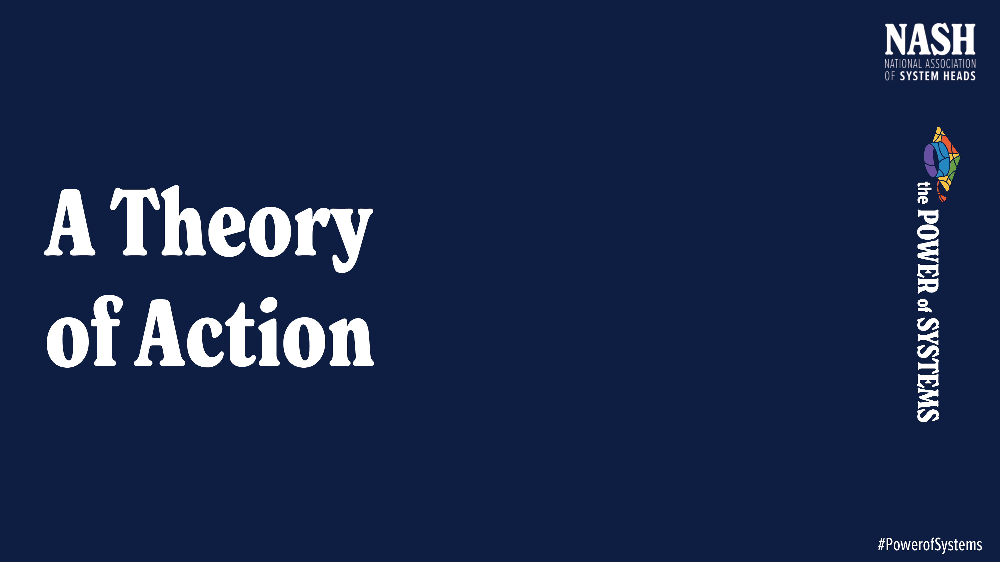 NASH
NATIONAL ASSOCIATION
OF SYSTEM HEADS
A Theory
of Action
the POWER of SYSTEMS
#PowerofSystems